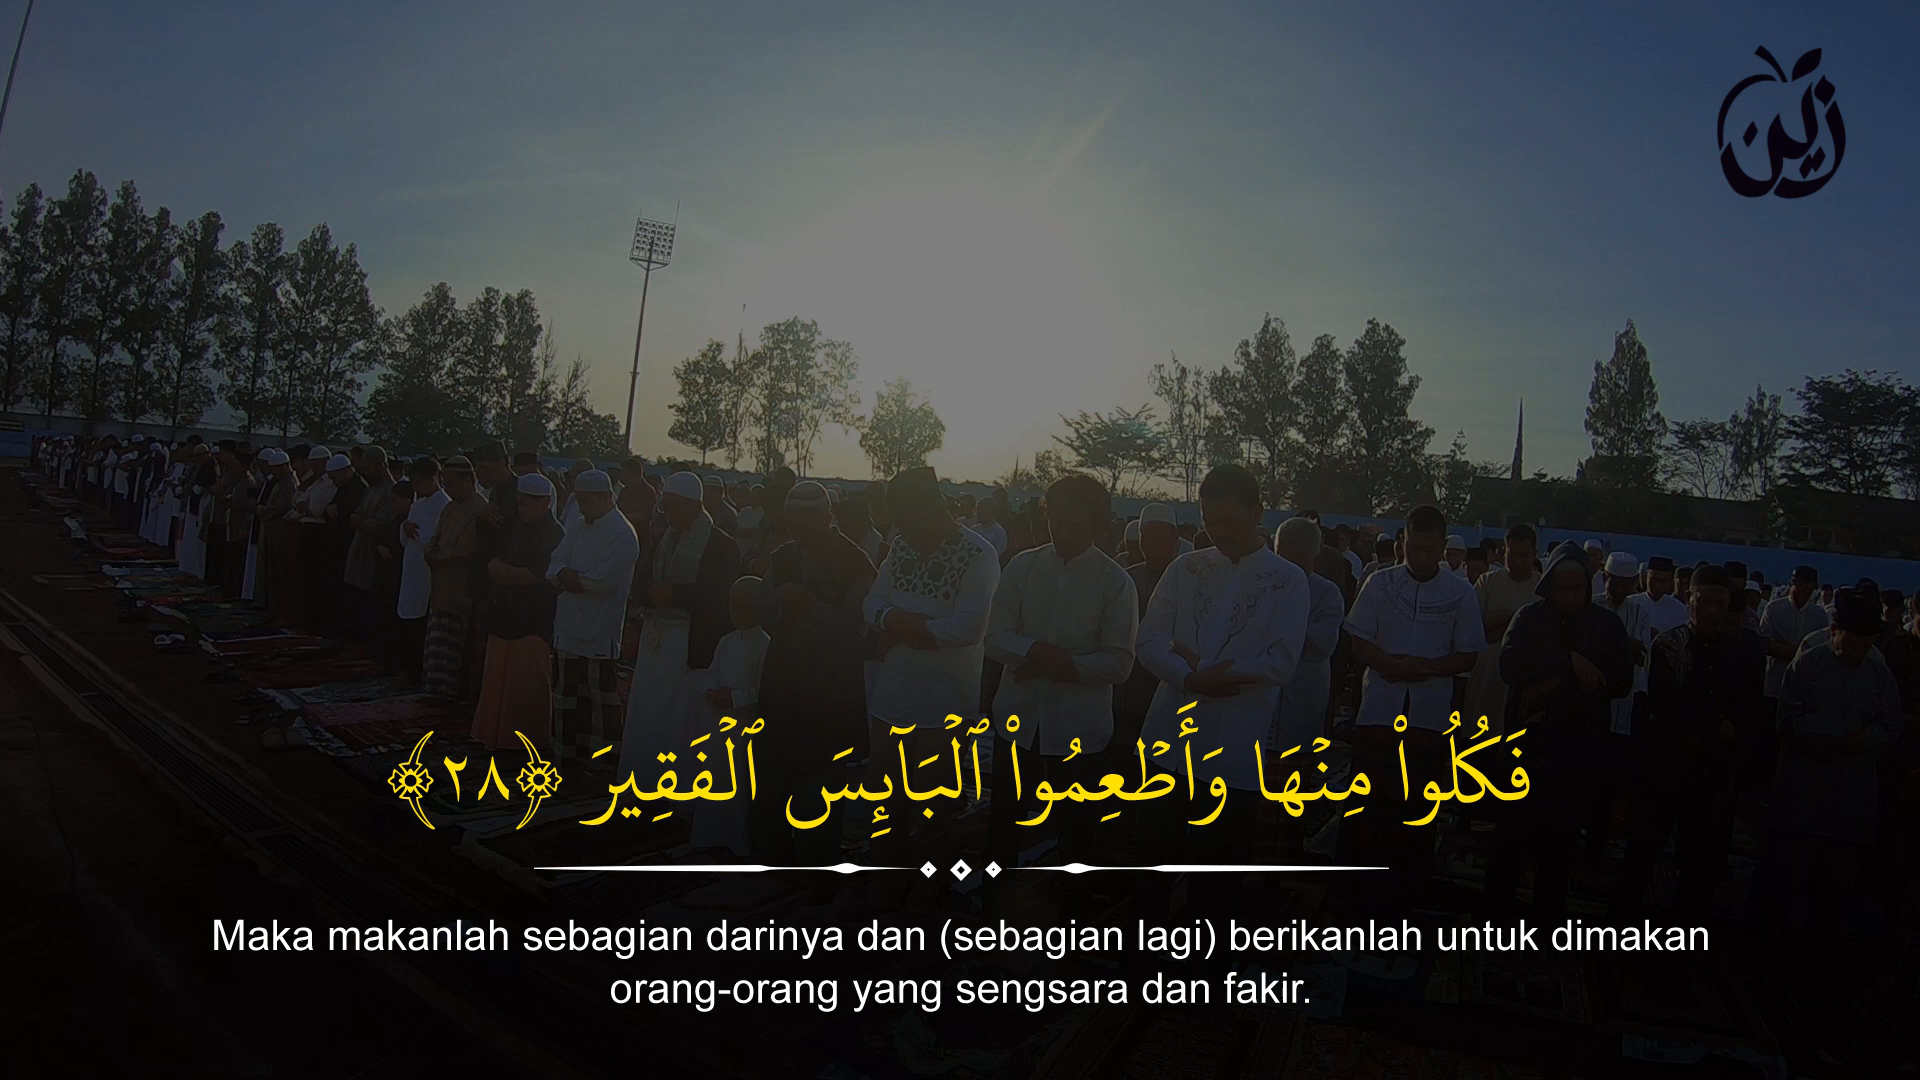 زين
فَكُلُوا۟ مِنْهَا وَأَطْعِمُوا۟ ٱلْبَآئِسَ ٱلْفَقِيرَ ﴿٢٨﴾
Maka makanlah sebagian darinya dan (sebagian lagi) berikanlah untuk dimakan
orang-orang yang sengsara dan fakir.